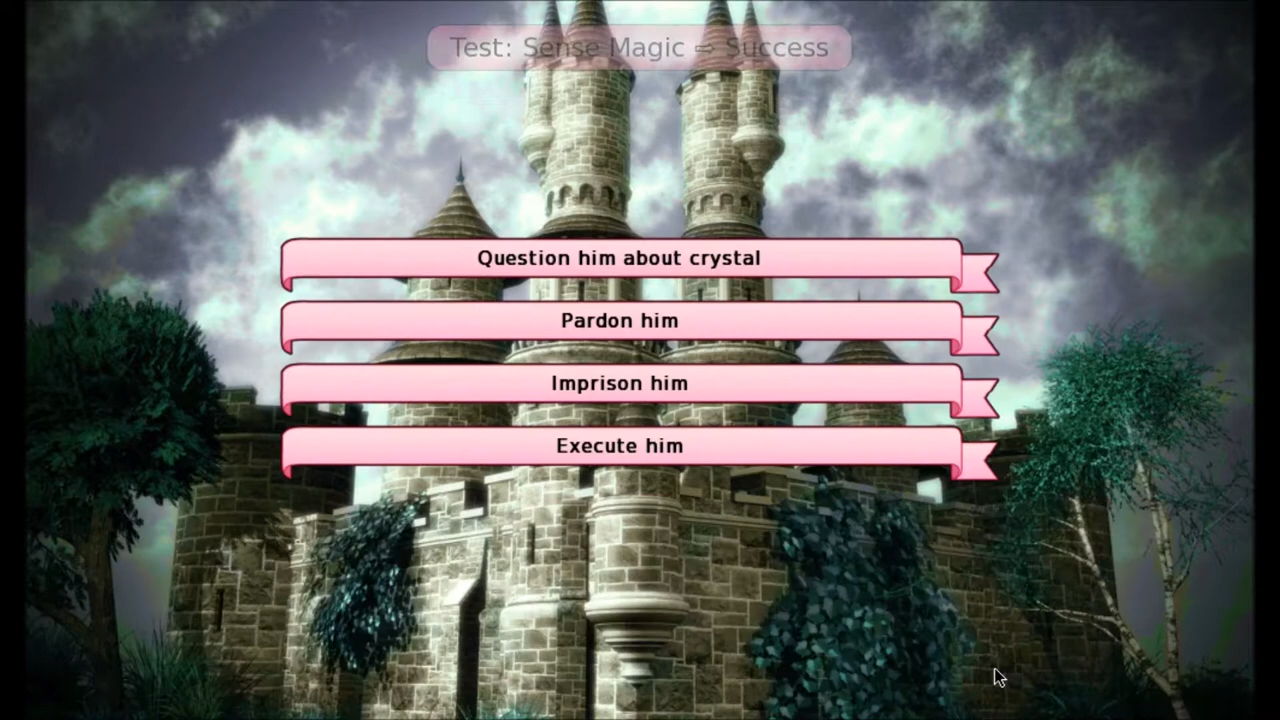 Test: Sense Magic ⇨ Success
Question him about crystal
Pardon him
Imprison him
Execute him